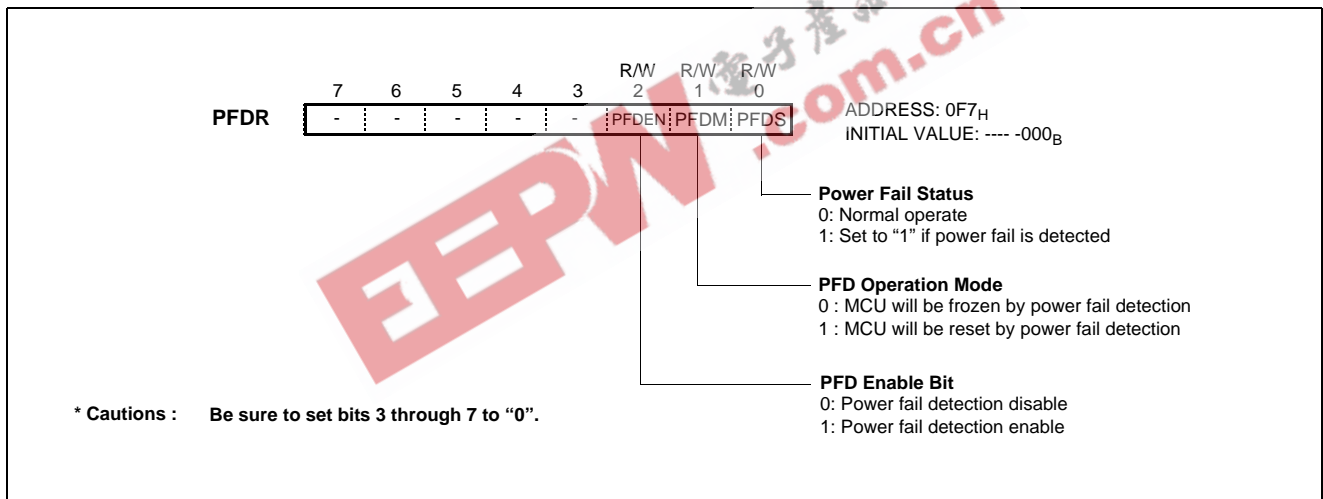 R/W R/W R/W
7 6 5 4 3 2 1 0
PFDR - - - - - PFDEN PFDM PFDS
ADDRESS: 0F7H
INITIAL VALUE: ---- -000B
Power Fail Status
0: Normal operate
1: Set to “1” if power fail is detected
PFD Operation Mode
0 : MCU will be frozen by power fail detection
1 : MCU will be reset by power fail detection
PFD Enable Bit
0: Power fail detection disable
1: Power fail detection enable
* Cautions : Be sure to set bits 3 through 7 to “0”.
EEPW
電子產
.com.cn